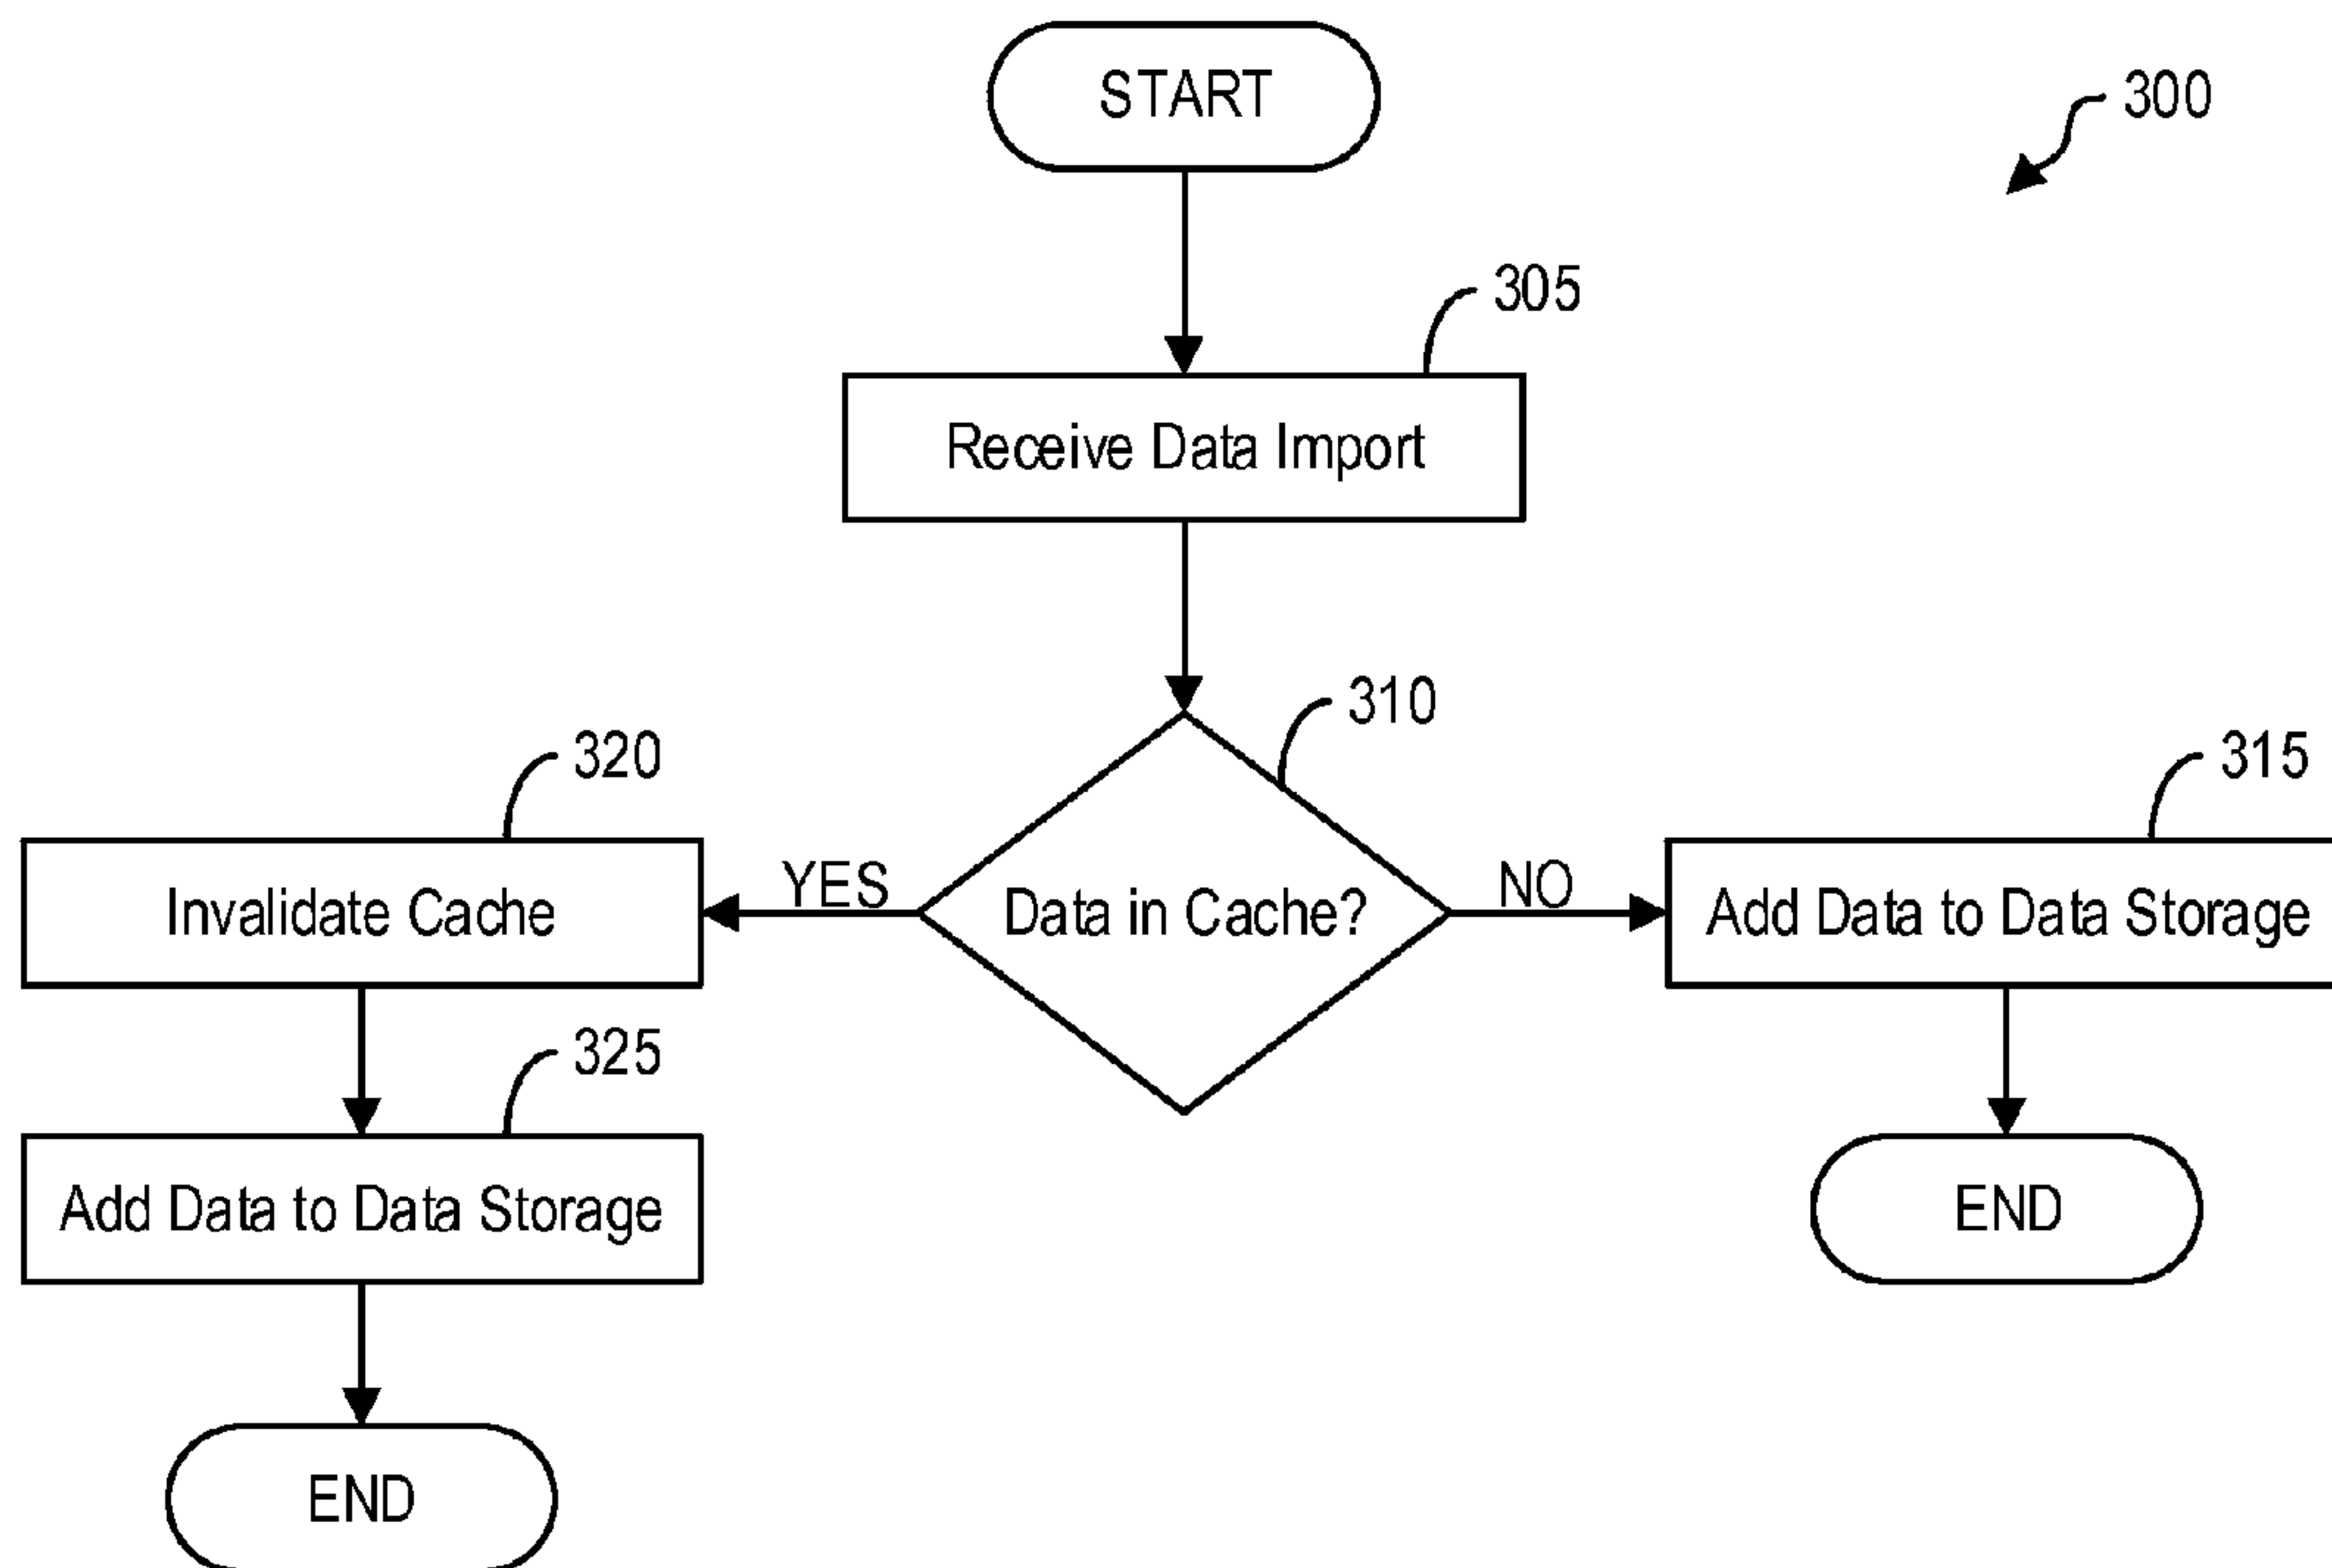 START
300
305
Receive Data Import
310
320
315
YES
NO
Invalidate Cache
Data in Cache?
Add Data to Data Storage
325
Add Data to Data Storage
END
END